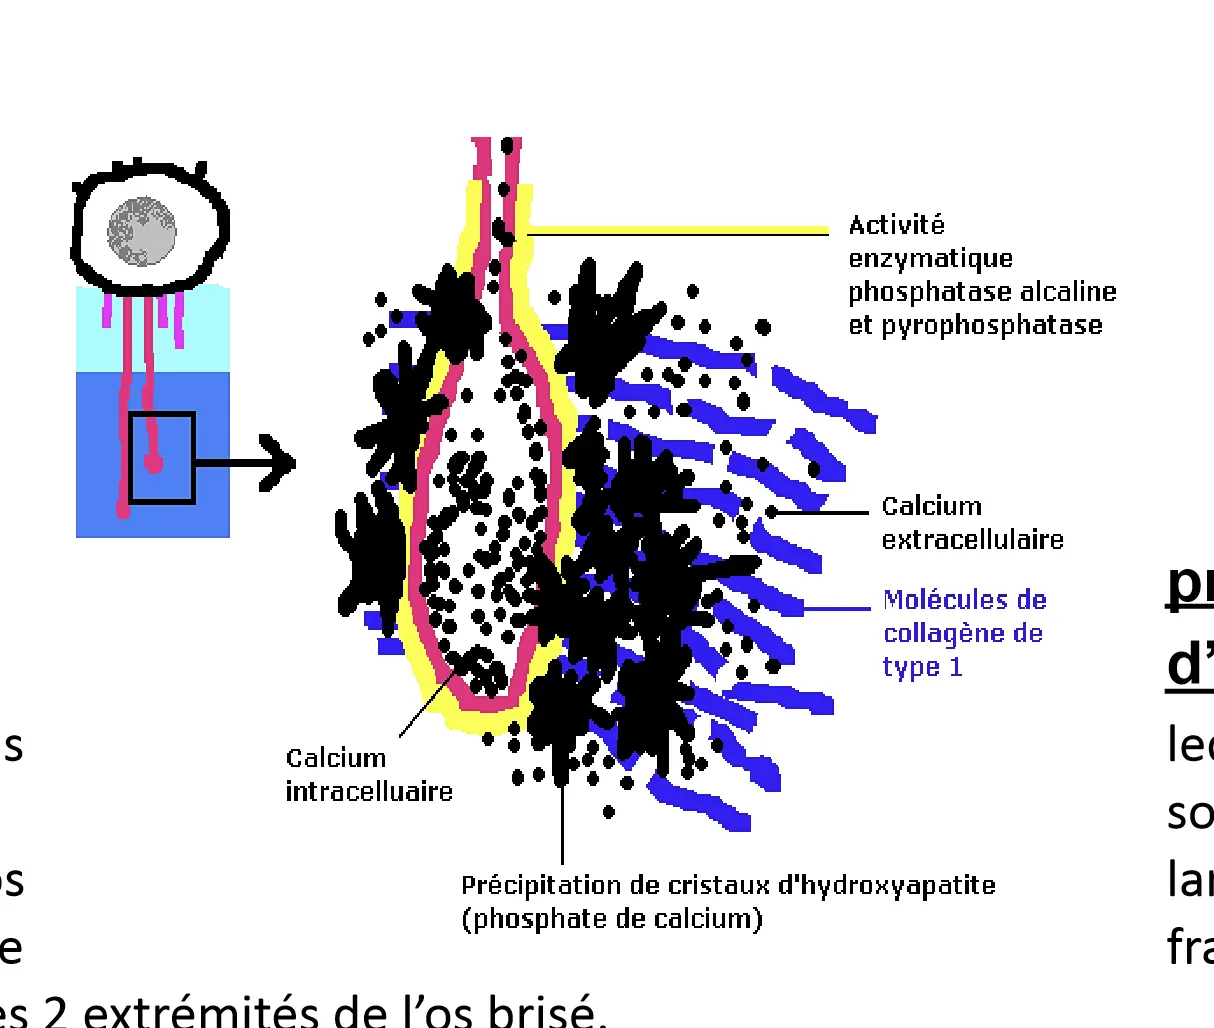 Activité
enzymatique
phosphatase alcaline
et pyrophosphatase
Calcium
extracellulaire
Molécules de
collagène de
type 1
Calcium
intracelluaire
Précipitation de cristaux d'hydroxyapatite
(phosphate de calcium)
s
e
es 2 extrémités de l’os brisé.
d’